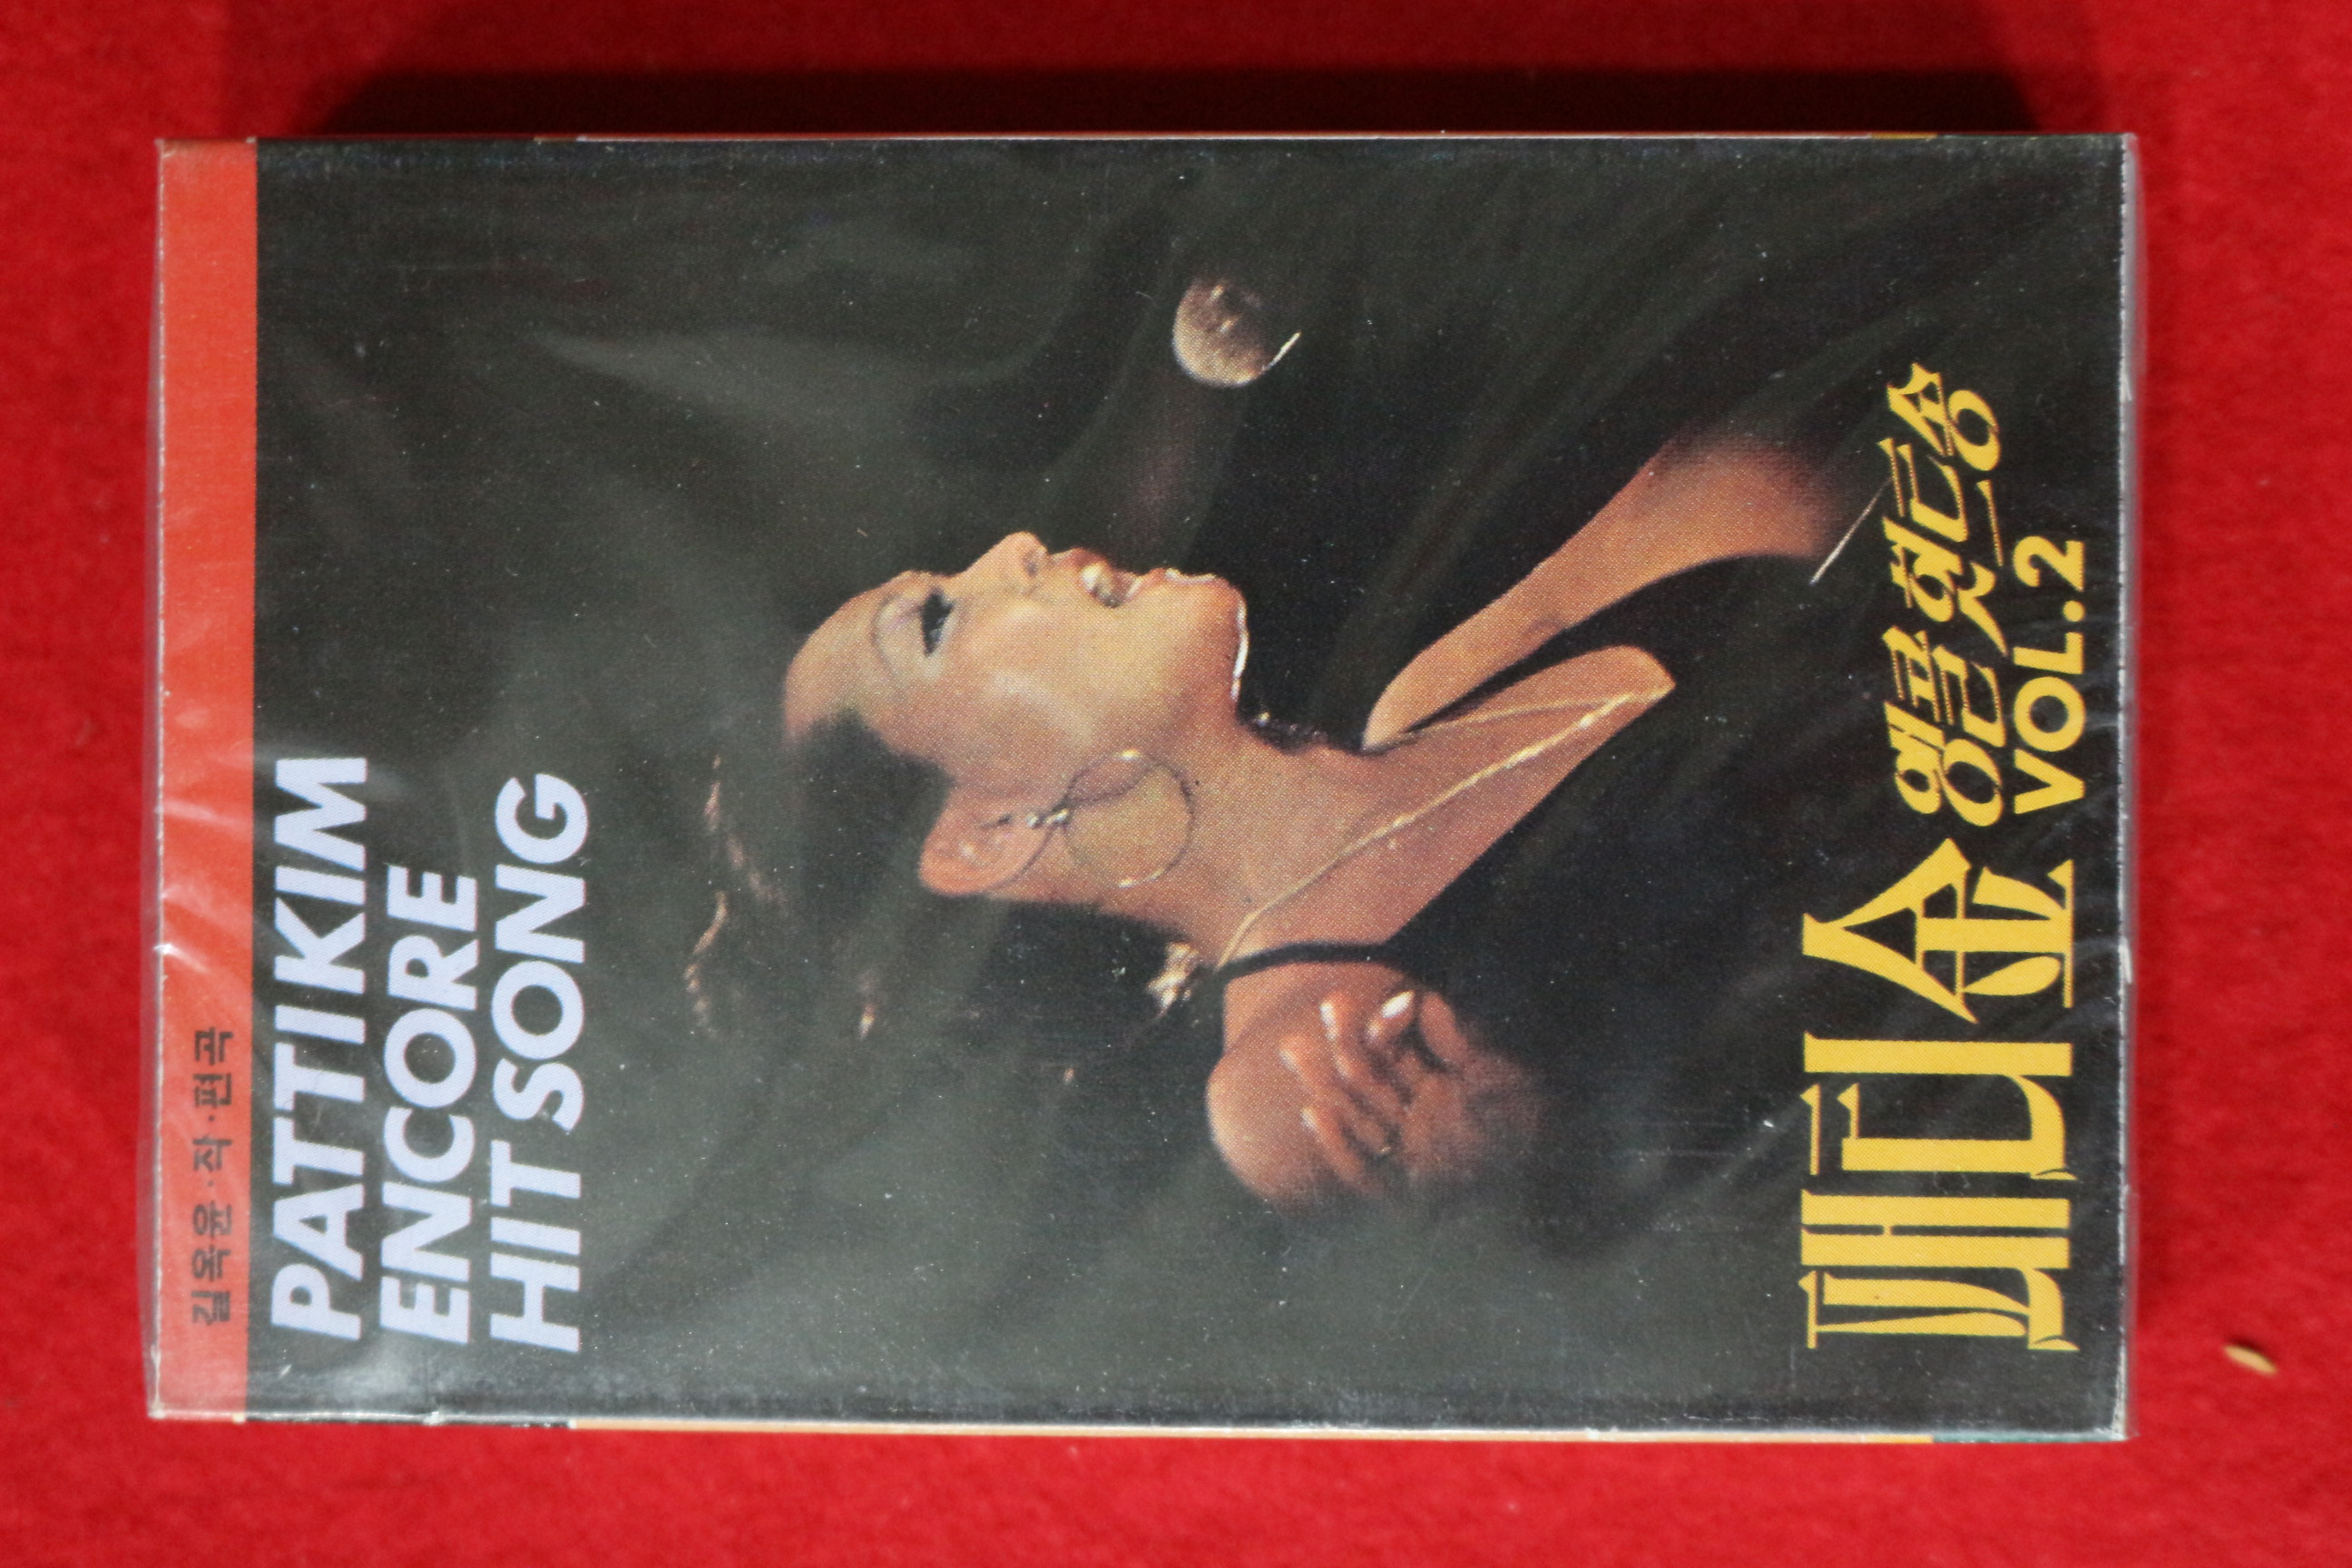 길옥윤·작·편곡
PATTI KIM
ENCORE
HIT SONG
패티金
앵콜힛드송
VOL.2